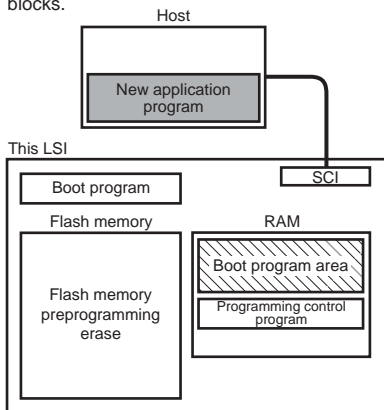 blocks.
Host
New application
program
This LSI
SCI
Boot program
Flash memory
RAM
Flash memory
preprogramming
erase
Boot program area
Programming control
program